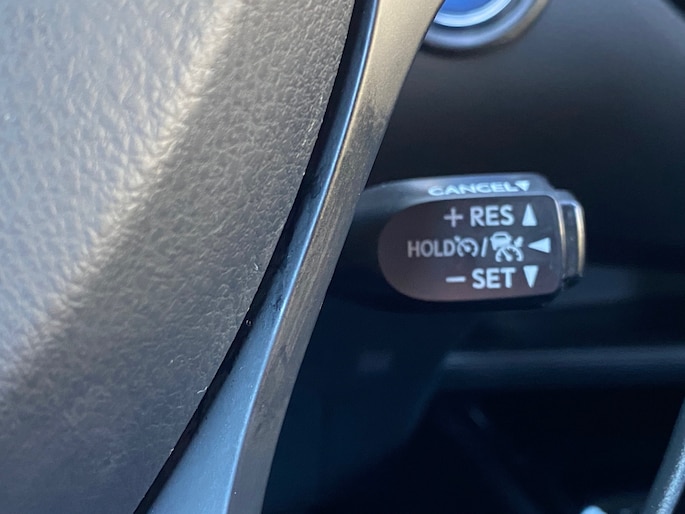 CANCEL▼
+ RES ▲
HOLD / ◄
− SET ▼